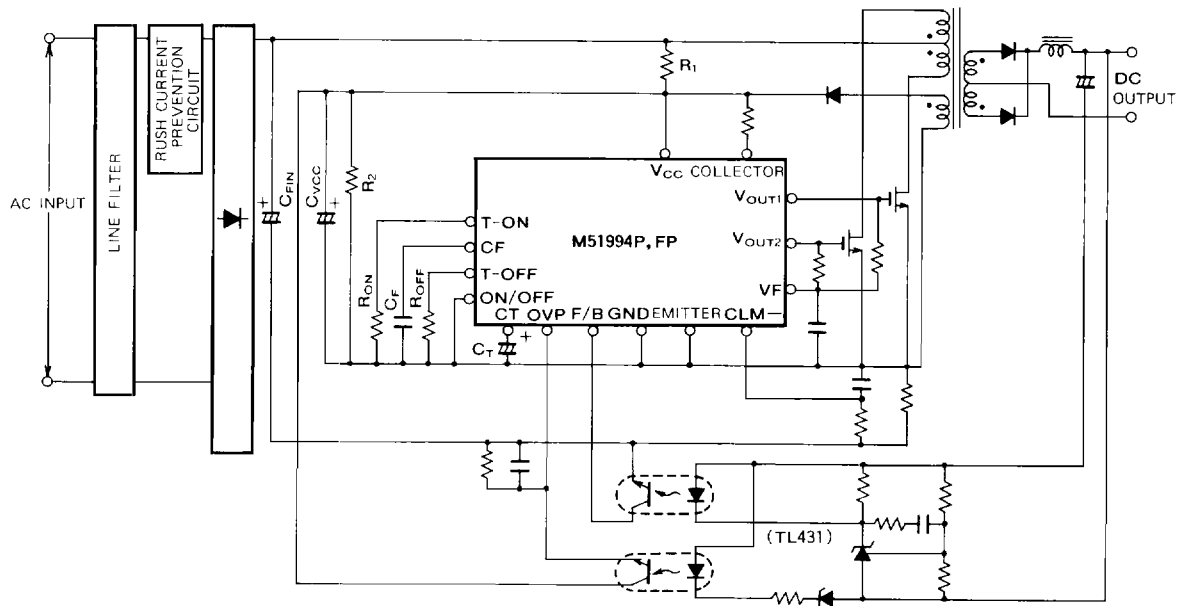 AC INPUT
LINE FILTER
RUSH CURRENT
PREVENTION
CIRCUIT
CFIN
+
CVCC
+
R2
R1
DC
OUTPUT
VCC COLLECTOR
VOUT1
T-ON
CF
M51994P, FP
VOUT2
T-OFF
ON/OFF
VF
CT OVP F/B GND EMITTER CLM-
RON
CF
ROFF
CT
+
(TL431)